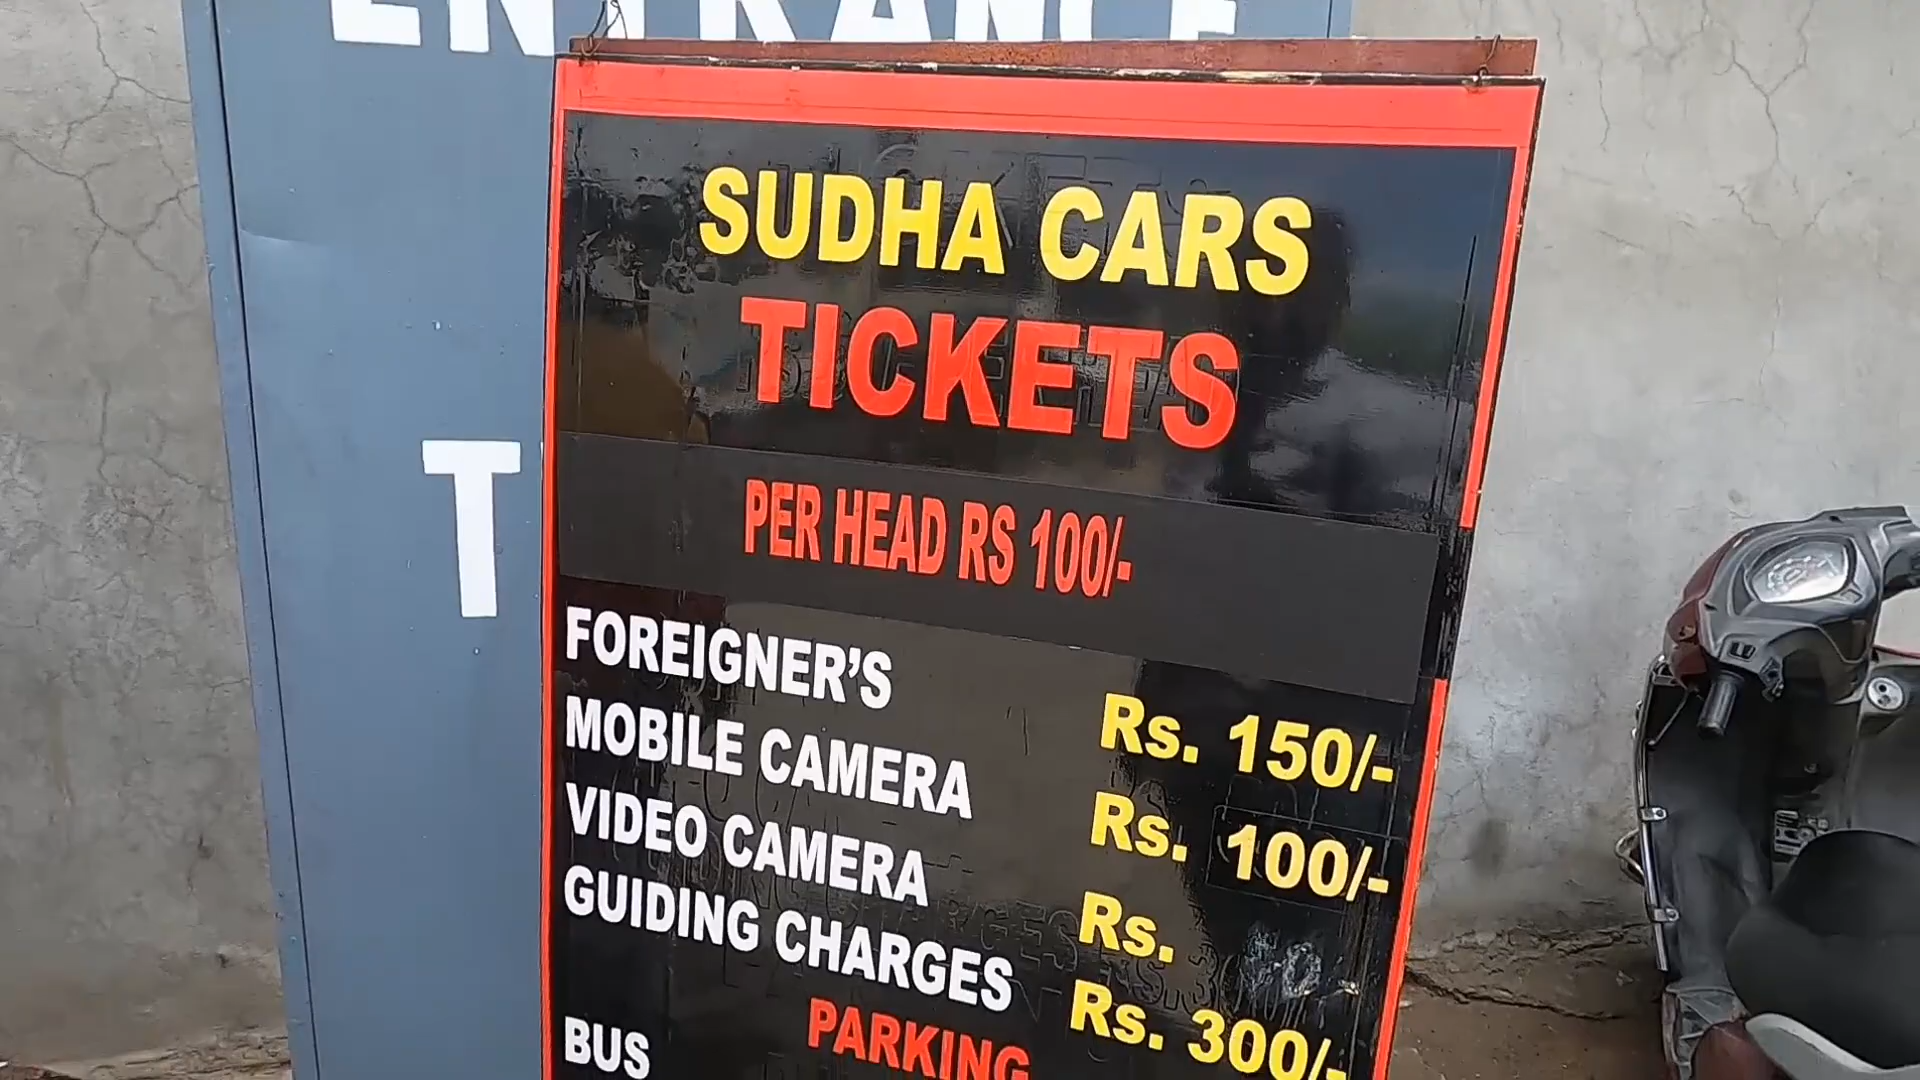 ENTRANCE
T
SUDHA CARS
TICKETS
PER HEAD RS 100/-
FOREIGNER'S Rs. 150/-
MOBILE CAMERA Rs. 100/-
VIDEO CAMERA Rs.
GUIDING CHARGES Rs. 300/-
PARKING
BUS